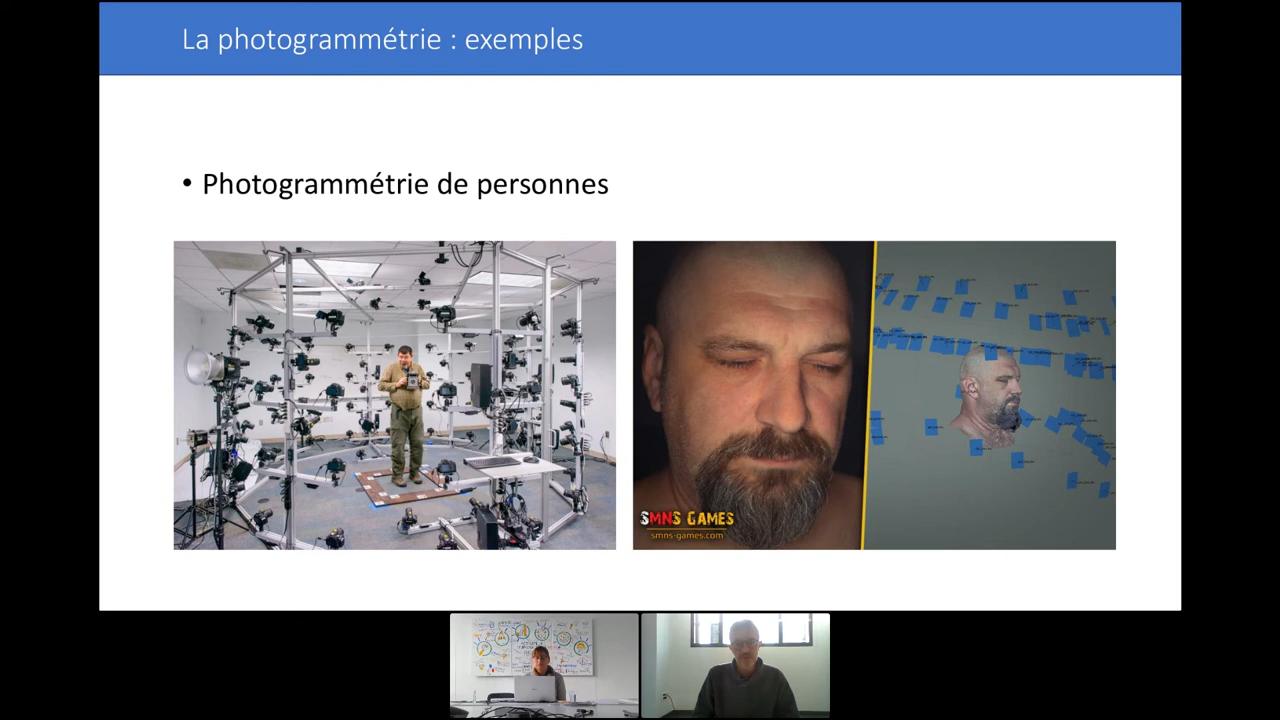 La photogrammétrie : exemples
• Photogrammétrie de personnes
SMNS GAMES
smns-games.com